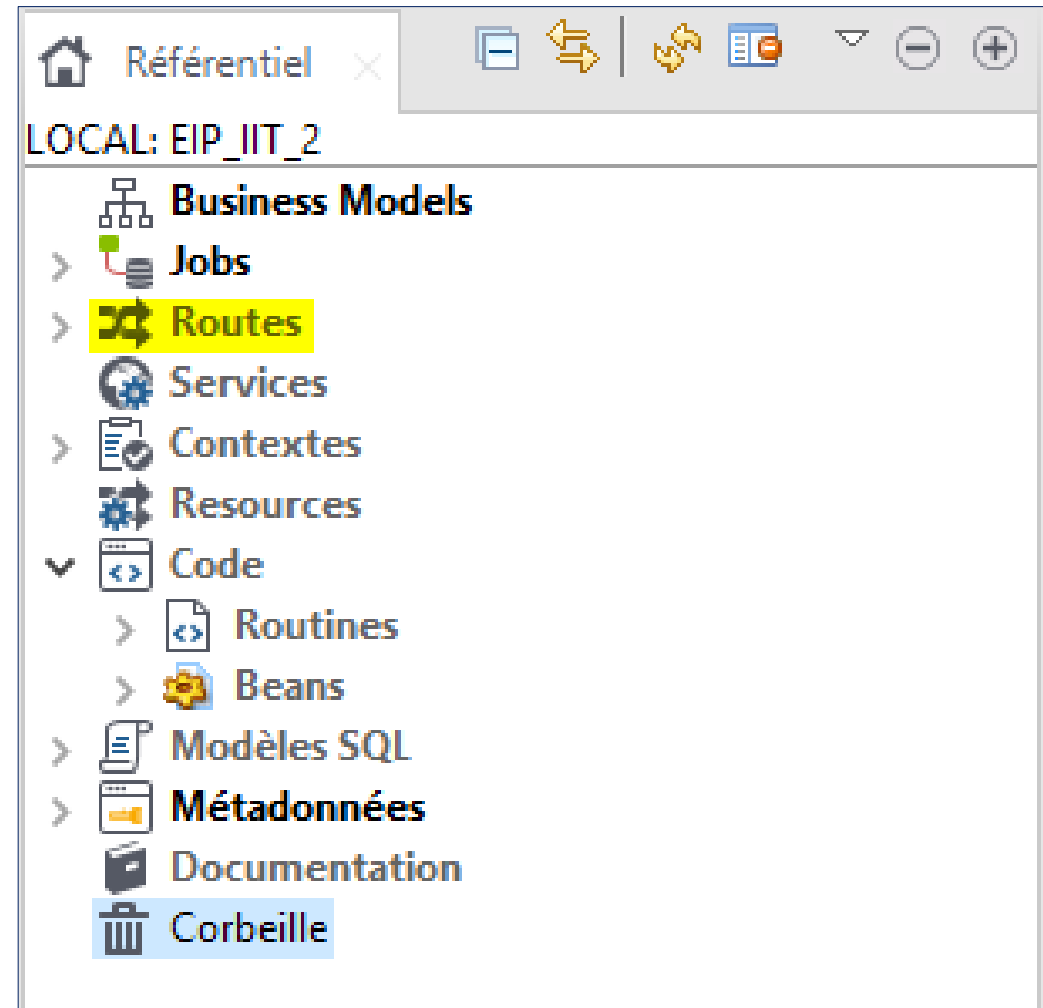 Référentiel
LOCAL: EIP_IIT_2
Business Models
Jobs
Routes
Services
Contextes
Resources
Code
Routines
Beans
Modèles SQL
Métadonnées
Documentation
Corbeille